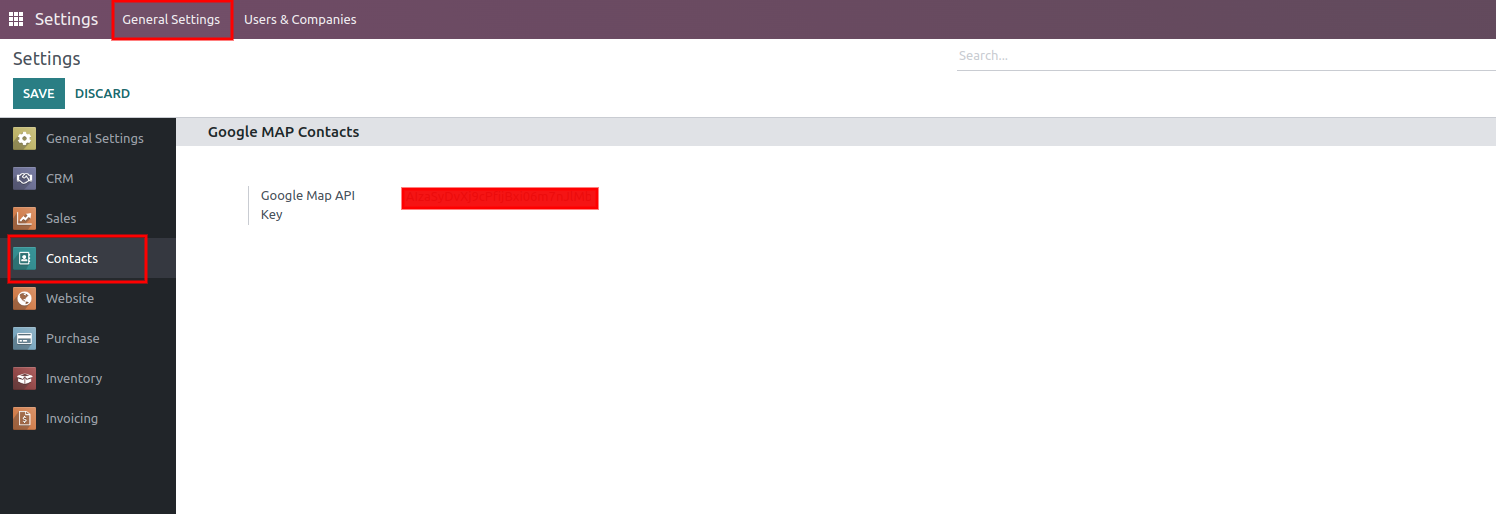 Settings General Settings Users & Companies
Settings
Search...
SAVE DISCARD
General Settings
CRM
Sales
Contacts
Website
Purchase
Inventory
Invoicing
Google MAP Contacts
Google Map API
Key